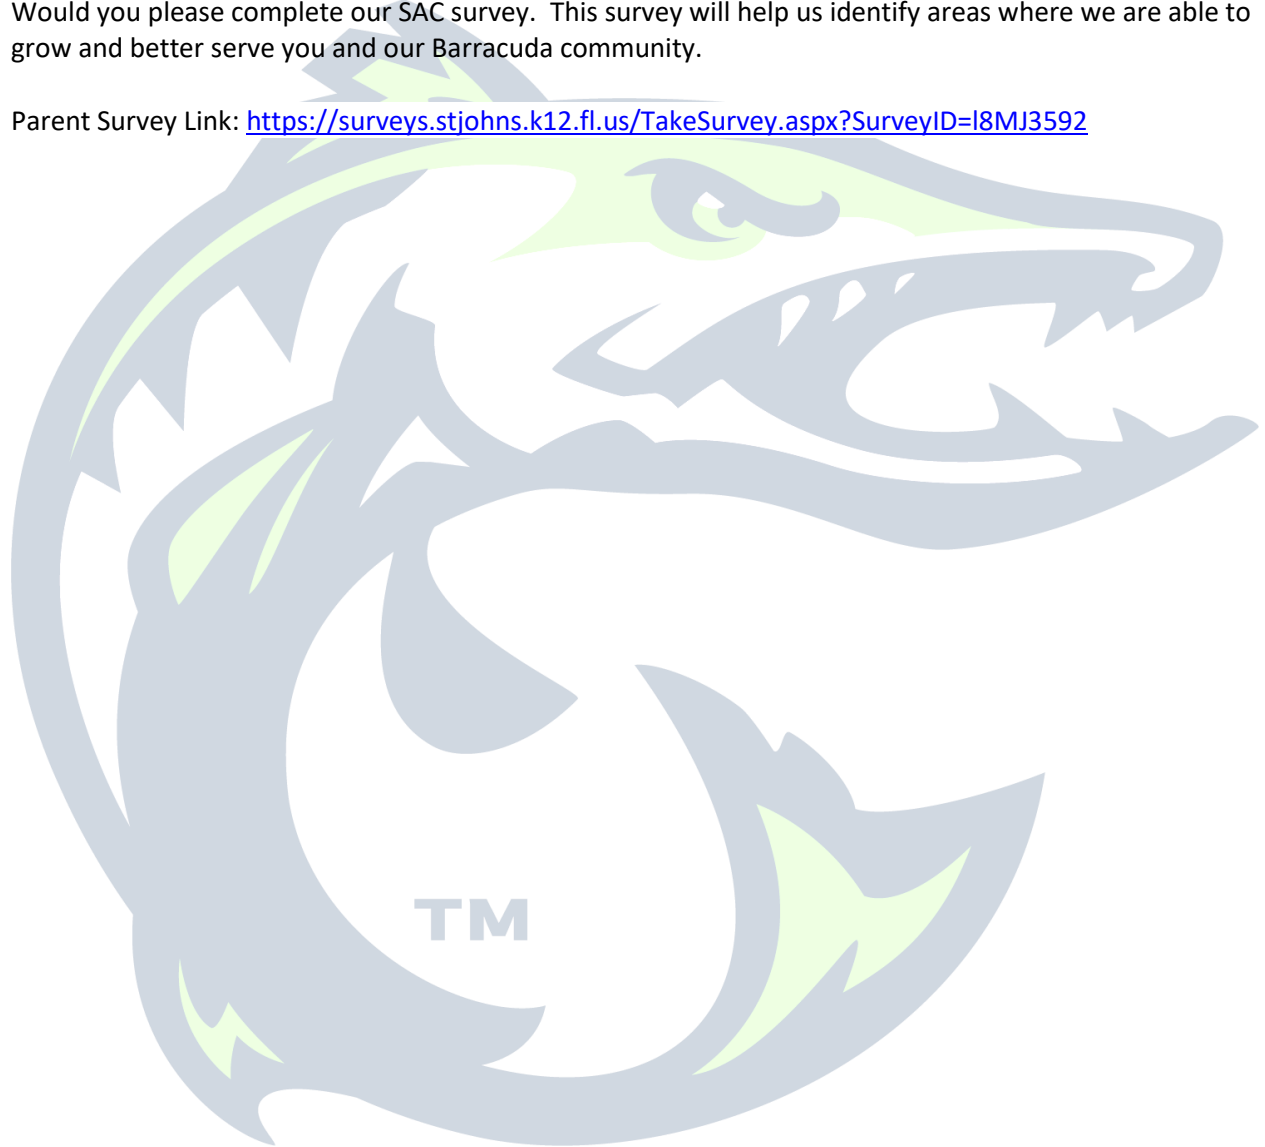 Would you please complete our SAC survey.  This survey will help us identify areas where we are able to
grow and better serve you and our Barracuda community.
Parent Survey Link: https://surveys.stjohns.k12.fl.us/TakeSurvey.aspx?SurveyID=l8MJ3592
TM